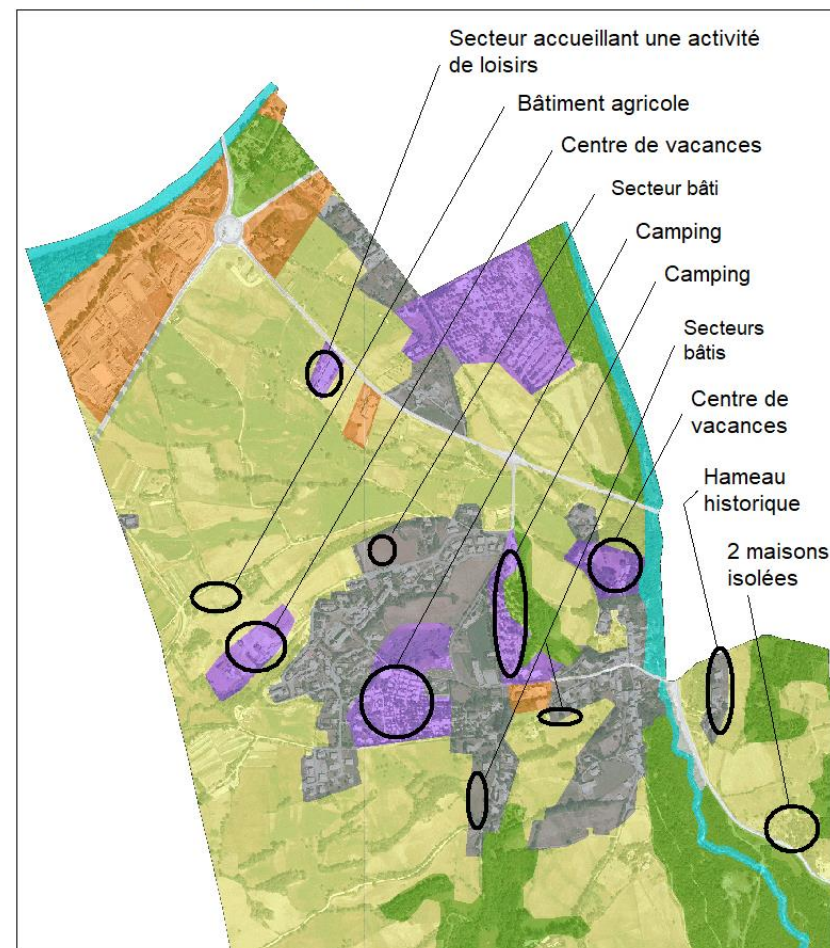 Secteur accueillant une activité
de loisirs
Bâtiment agricole
Centre de vacances
Secteur bâti
Camping
Camping
Secteurs
bâtis
Centre de
vacances
Hameau
historique
2 maisons
isolées